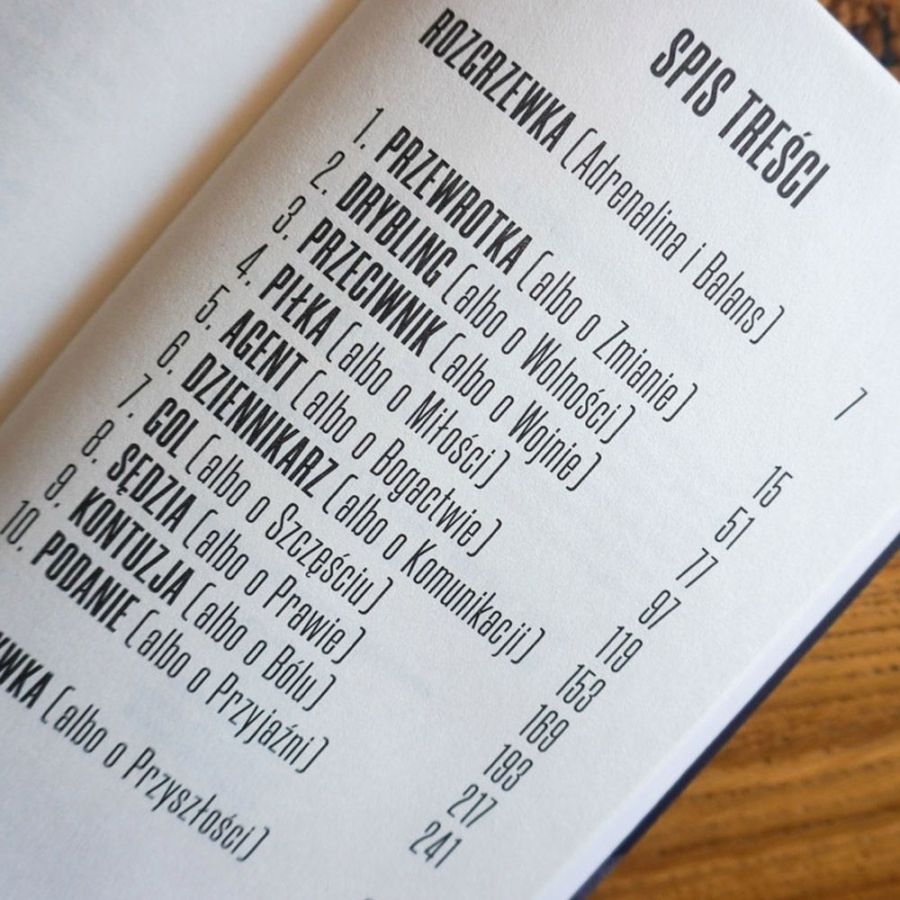 SPIS TREŚCI
ROZGRZEWKA (Adrenalina i Balans) 7
1. PRZEWROTKA (albo o Zmianie) 15
2. DRYBLING (albo o Wolności) 51
3. PRZECIWNIK (albo o Wojnie) 77
4. PIŁKA (albo o Miłości) 97
5. AGENT (albo o Bogactwie) 119
6. DZIENNIKARZ (albo o Komunikacji) 153
7. GOL (albo o Szczęściu) 169
8. SĘDZIA (albo o Prawie) 193
9. KONTUZJA (albo o Bólu) 217
10. PODANIE (albo o Przyjaźni) 241
(albo o Przyszłości)